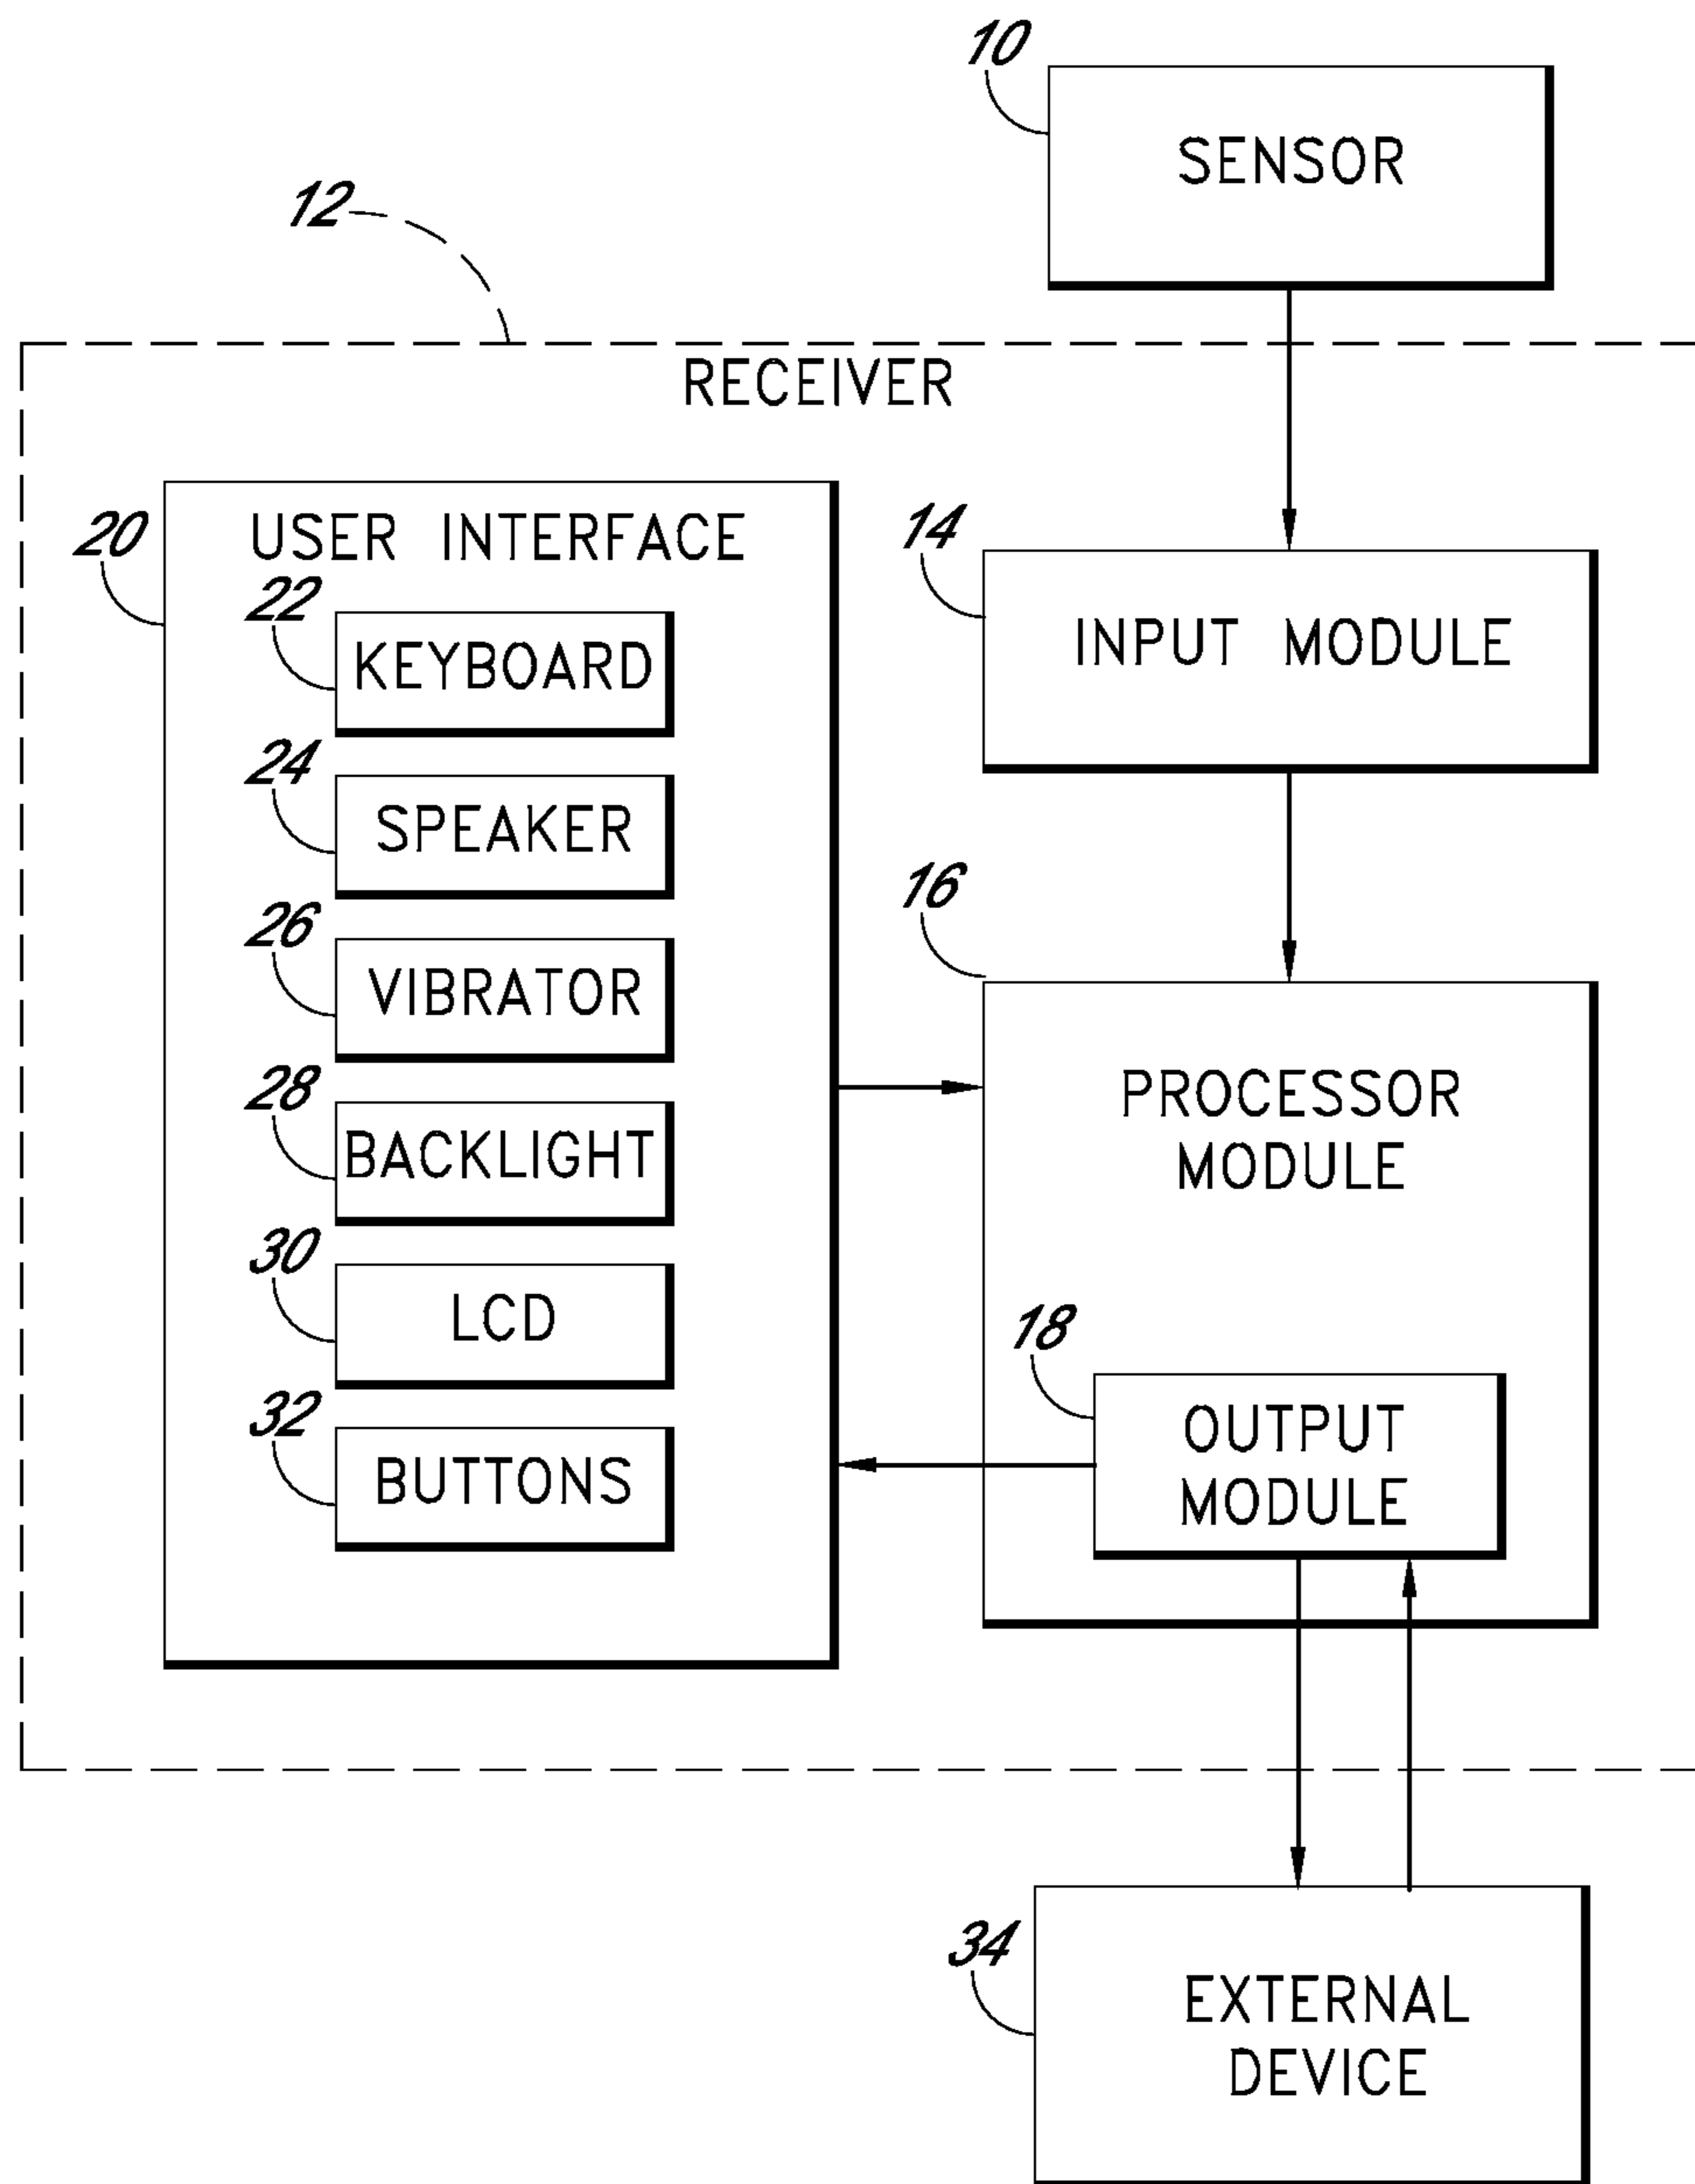 10
SENSOR
12
RECEIVER
20
USER INTERFACE
22
KEYBOARD
24
SPEAKER
26
VIBRATOR
28
BACKLIGHT
30
LCD
32
BUTTONS
14
INPUT MODULE
16
PROCESSOR
MODULE
18
OUTPUT
MODULE
34
EXTERNAL
DEVICE